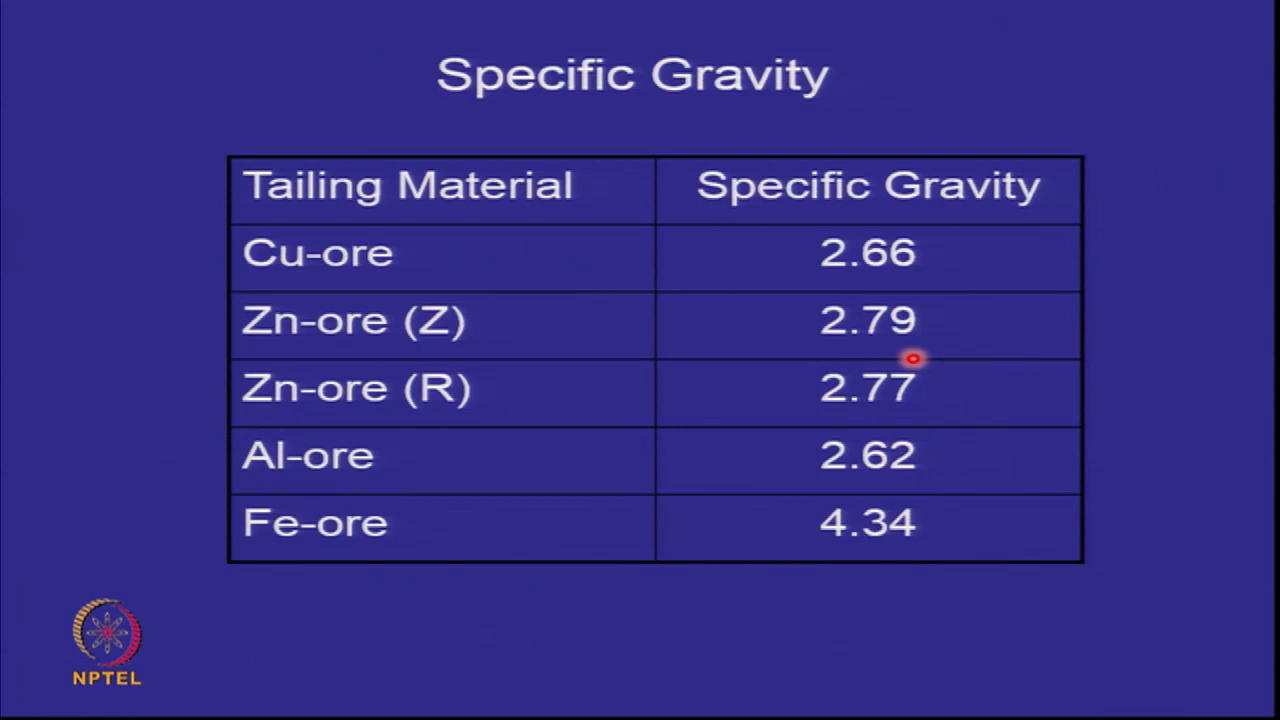 Specific Gravity
Tailing Material Specific Gravity
Cu-ore 2.66
Zn-ore (Z) 2.79
Zn-ore (R) 2.77
Al-ore 2.62
Fe-ore 4.34
NPTEL